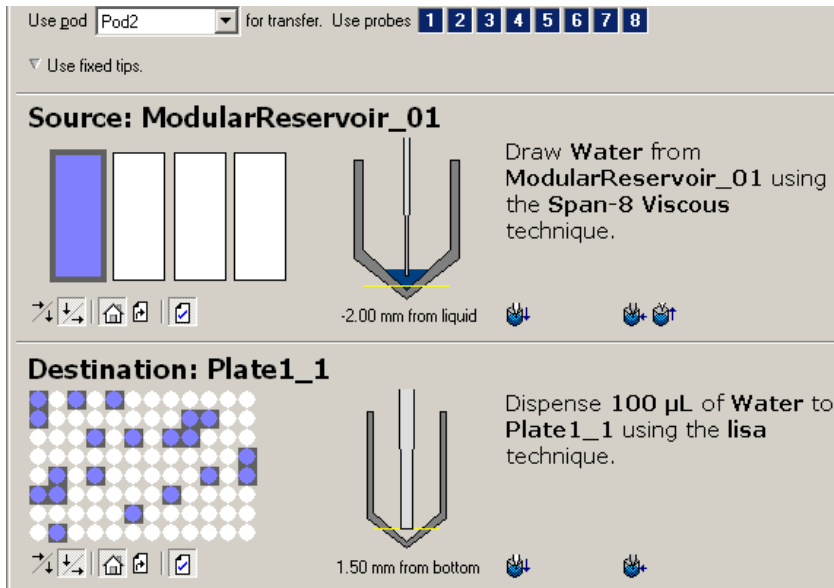 Use pod Pod2 for transfer. Use probes 1 2 3 4 5 6 7 8
Use fixed tips.
Source: ModularReservoir_01
Draw Water from
ModularReservoir_01 using
the Span-8 Viscous
technique.
-2.00 mm from liquid
Destination: Plate1_1
Dispense 100 µL of Water to
Plate1_1 using the lisa
technique.
1.50 mm from bottom